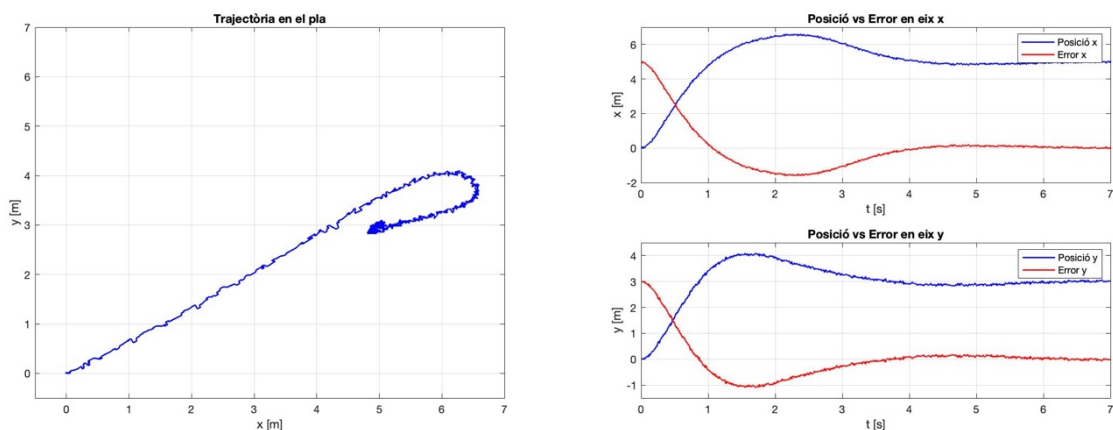 Trajectòria en el pla
7
6
5
4
3
2
1
0
y [m]
0 1 2 3 4 5 6 7
x [m]
Posició vs Error en eix x
6
4
2
0
-2
x [m]
Posició x
Error x
0 1 2 3 4 5 6 7
t [s]
Posició vs Error en eix y
4
3
2
1
0
-1
y [m]
Posició y
Error y
0 1 2 3 4 5 6 7
t [s]